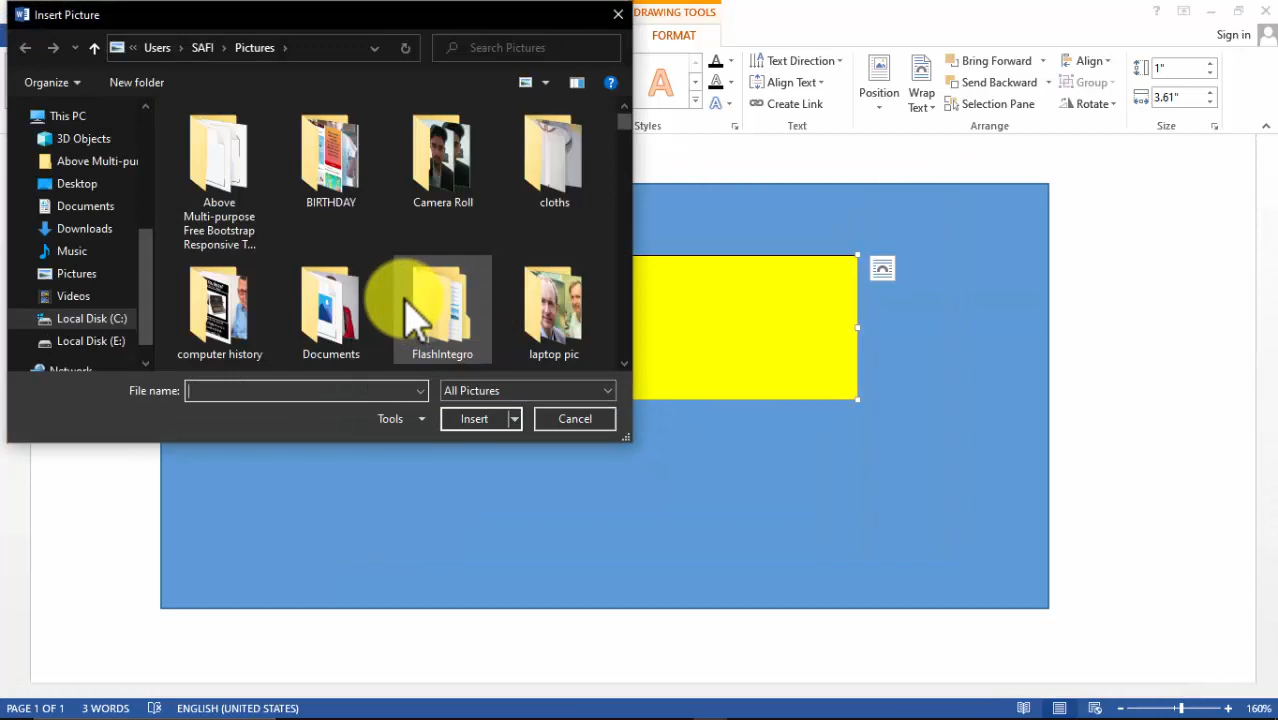 Insert Picture
DRAWING TOOLS
FORMAT
Sign in
Users
SAFI
Pictures
Search Pictures
Organize
New folder
Text Direction
Align Text
Create Link
Text
Styles
Position
Wrap
Text
Bring Forward
Send Backward
Selection Pane
Align
Group
Rotate
Arrange
1"
3.61"
Size
This PC
3D Objects
Above Multi-pur
Desktop
Documents
Downloads
Music
Pictures
Videos
Local Disk (C:)
Local Disk (E:)
Network
Above
Multi-purpose
Free Bootstrap
Responsive T...
BIRTHDAY
Camera Roll
cloths
computer history
Documents
FlashIntegro
laptop pic
File name:
All Pictures
Tools
Insert
Cancel
PAGE 1 OF 1
3 WORDS
ENGLISH (UNITED STATES)
160%